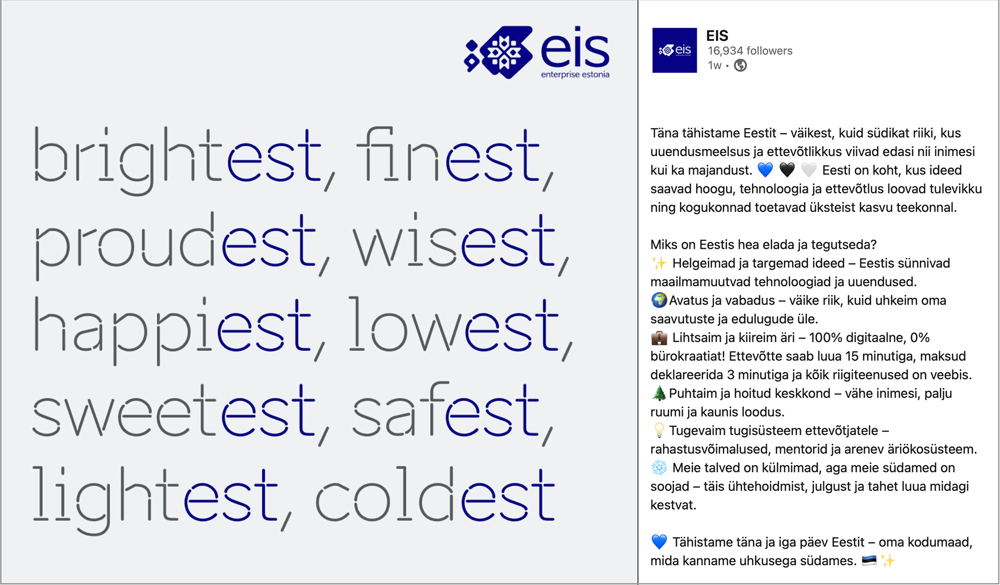 eis
enterprise estonia
brightest, finest,
proudest, wisest,
happiest, lowest,
sweetest, safest,
lightest, coldest
eis
EIS
16,934 followers
1w •
Täna tähistame Eestit – väikest, kuid südikat riiki, kus
uuendusmeelsus ja ettevõtlikkus viivad edasi nii inimesi
kui ka majandust. 💙 🖤 🤍 Eesti on koht, kus ideed
saavad hoogu, tehnoloogia ja ettevõtlus loovad tulevikku
ning kogukonnad toetavad üksteist kasvu teekonnal.
Miks on Eestis hea elada ja tegutseda?
✨ Helgeimad ja targemad ideed – Eestis sünnivad
maailmamuutvad tehnoloogiad ja uuendused.
🌍Avatus ja vabadus – väike riik, kuid uhkeim oma
saavutuste ja edulugude üle.
💼 Lihtsaim ja kiireim äri – 100% digitaalne, 0%
bürokraatiat! Ettevõtte saab luua 15 minutiga, maksud
deklareerida 3 minutiga ja kõik riigiteenused on veebis.
🌲Puhtaim ja hoitud keskkond – vähe inimesi, palju
ruumi ja kaunis loodus.
💡Tugevaim tugisüsteem ettevõtjatele –
rahastusvõimalused, mentorid ja arenev äriökosüsteem.
❄️ Meie talved on külmimad, aga meie südamed on
soojad – täis ühtehoidmist, julgust ja tahet luua midagi
kestvat.
💙 Tähistame täna ja iga päev Eestit – oma kodumaad,
mida kanname uhkusega südames. 🇪🇪 ✨